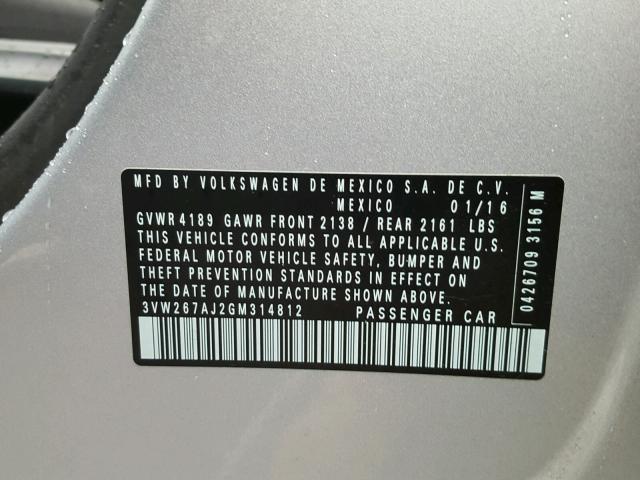 MFD BY VOLKSWAGEN DE MEXICO S.A. DE C.V.
MEXICO 01/16
GVWR 4189 GAWR FRONT 2138 / REAR 2161 LBS
THIS VEHICLE CONFORMS TO ALL APPLICABLE U.S.
FEDERAL MOTOR VEHICLE SAFETY, BUMPER AND
THEFT PREVENTION STANDARDS IN EFFECT ON
THE DATE OF MANUFACTURE SHOWN ABOVE.
3VW267AJ2GM314812 PASSENGER CAR
0426709 3156 M